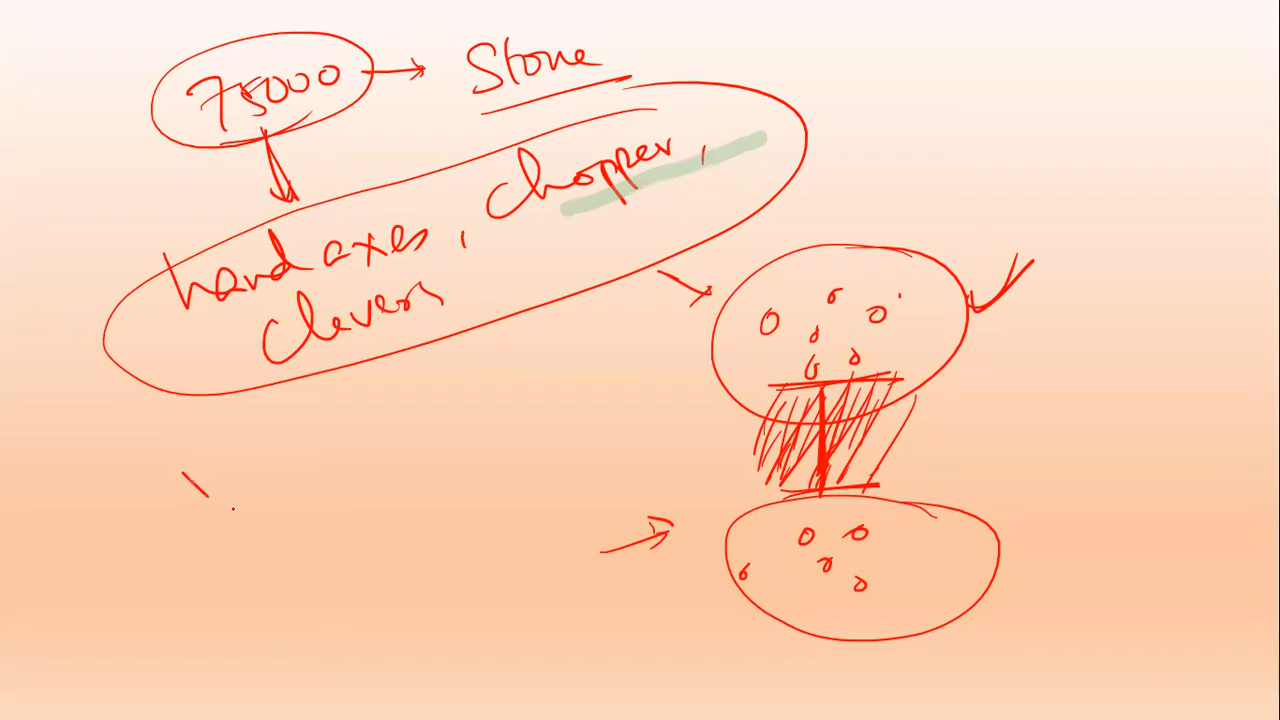 75000 → Stone
hand axes, chopper,
clevers